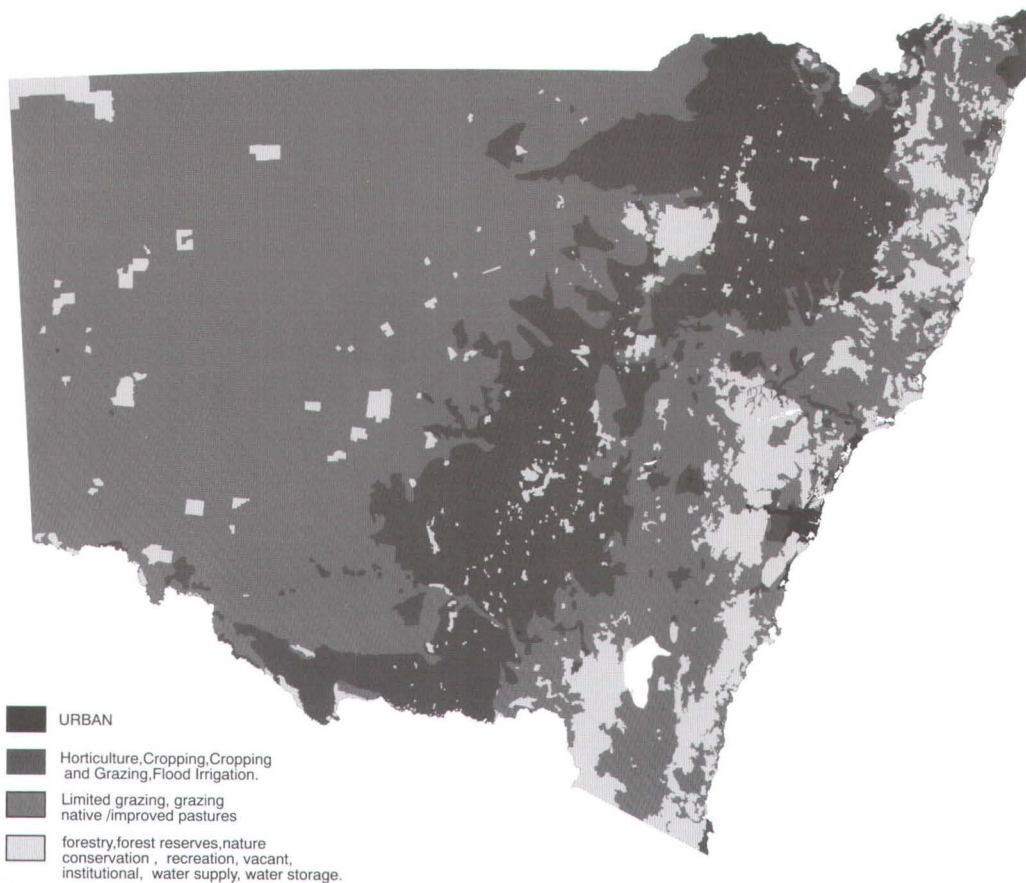 URBAN
Horticulture,Cropping,Cropping
and Grazing,Flood Irrigation.
Limited grazing, grazing
native /improved pastures
forestry,forest reserves,nature
conservation , recreation, vacant,
institutional, water supply, water storage.